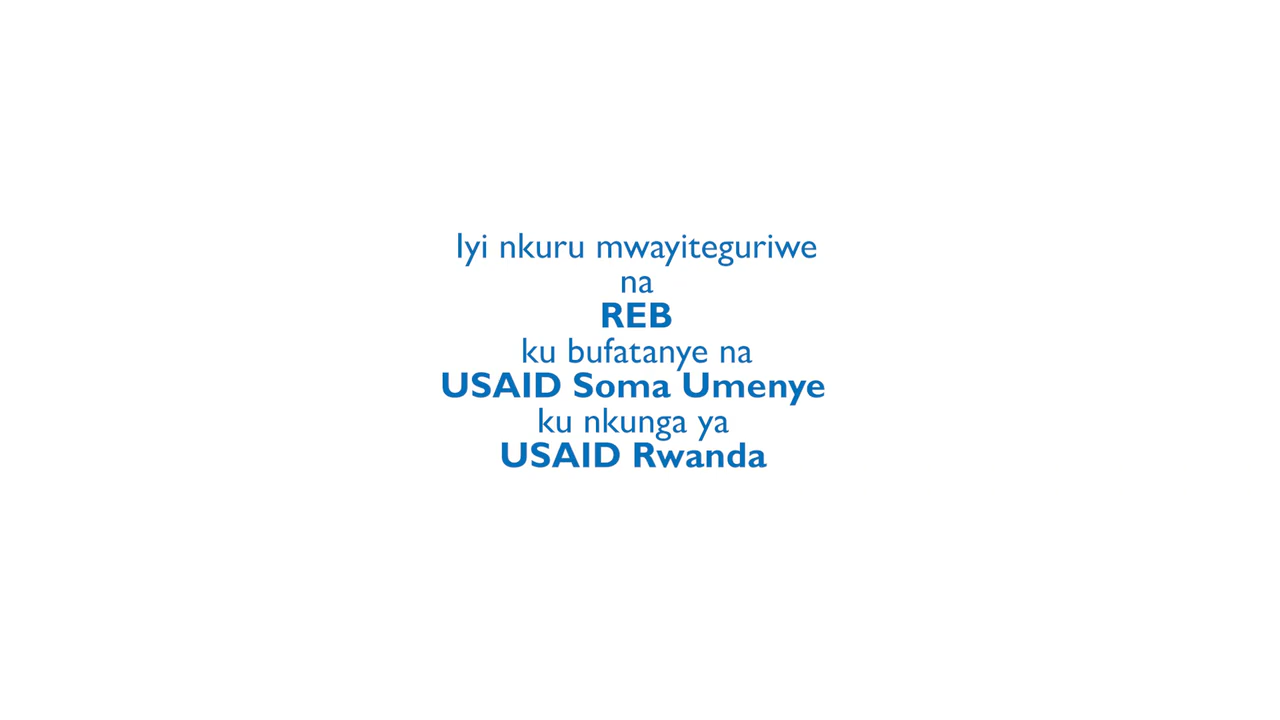 Iyi nkuru mwayiteguriwe
na
REB
ku bufatanye na
USAID Soma Umenye
ku nkunga ya
USAID Rwanda